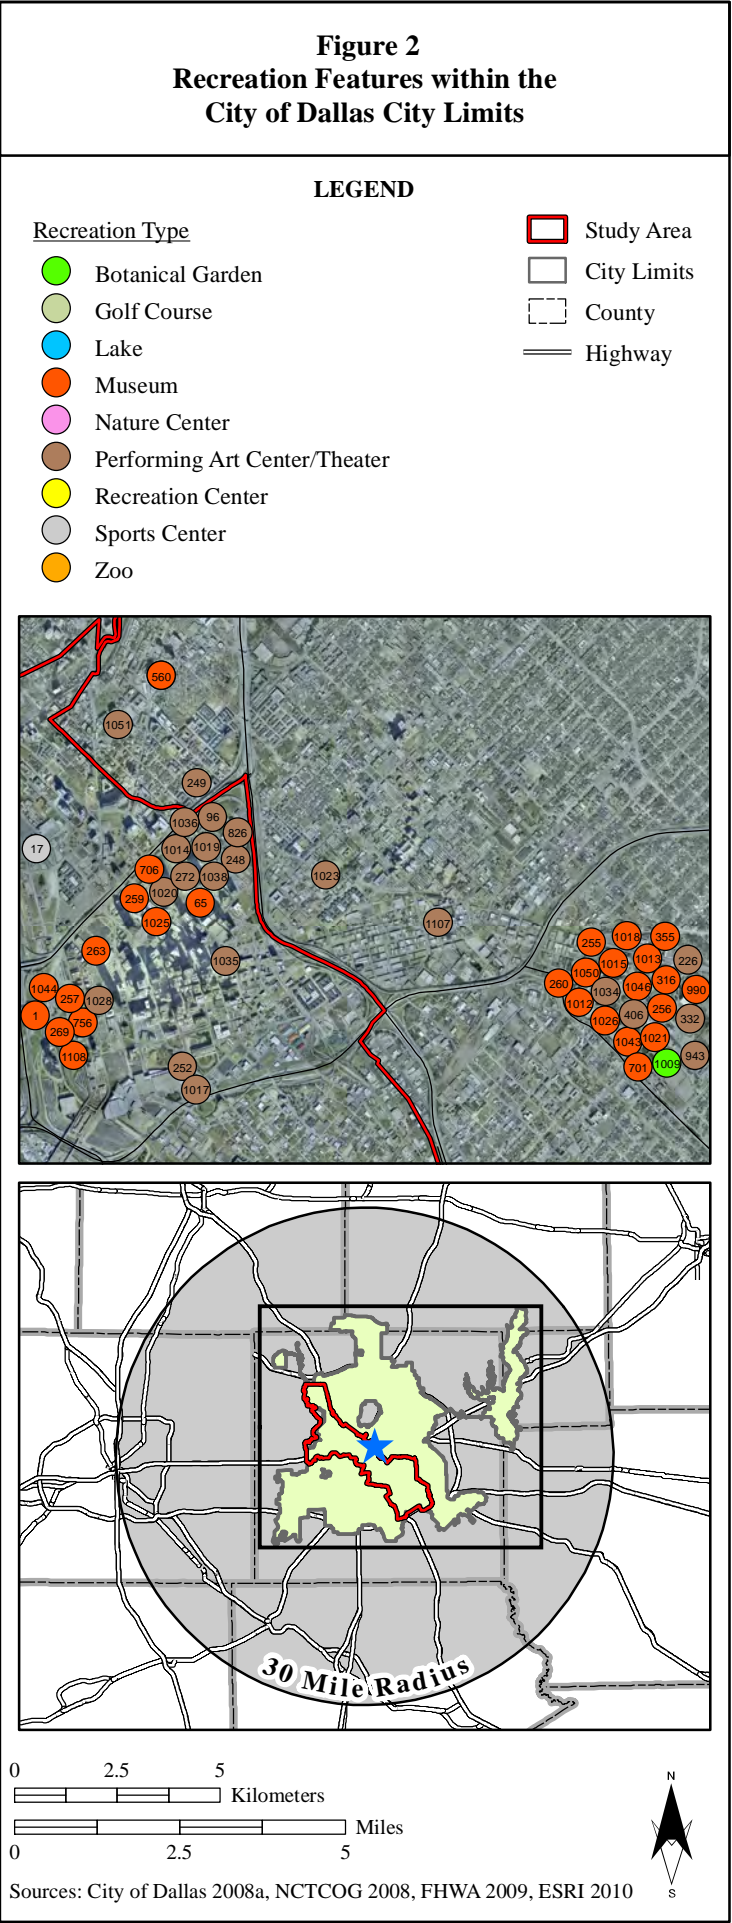 Figure 2
Recreation Features within the
City of Dallas City Limits
LEGEND
Recreation Type
Botanical Garden
Golf Course
Lake
Museum
Nature Center
Performing Art Center/Theater
Recreation Center
Sports Center
Zoo
Study Area
City Limits
County
Highway
560
1051
249
1036
96
826
17
1014
1019
248
706
272
1038
1023
259
1020
65
1025
1107
263
1035
255
1018
355
1015
1013
226
1050
260
1034
1046
316
990
1012
1026
406
256
332
1044
257
1028
1
756
269
1108
1043
1021
701
1009
943
252
1017
30 Mile Radius
0 2.5 5
Kilometers
Miles
0 2.5 5
N
S
Sources: City of Dallas 2008a, NCTCOG 2008, FHWA 2009, ESRI 2010